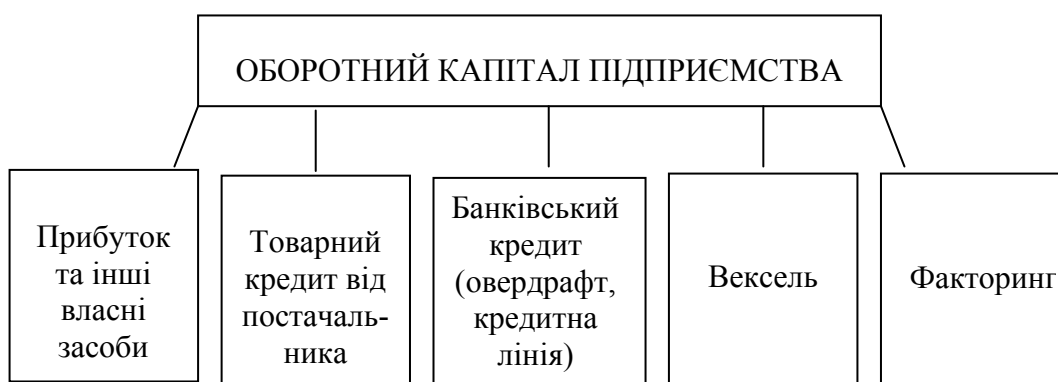 ОБОРОТНИЙ КАПІТАЛ ПІДПРИЄМСТВА
Прибуток
та інші
власні
засоби
Товарний
кредит від
постачаль-
ника
Банківський
кредит
(овердрафт,
кредитна
лінія)
Вексель
Факторинг